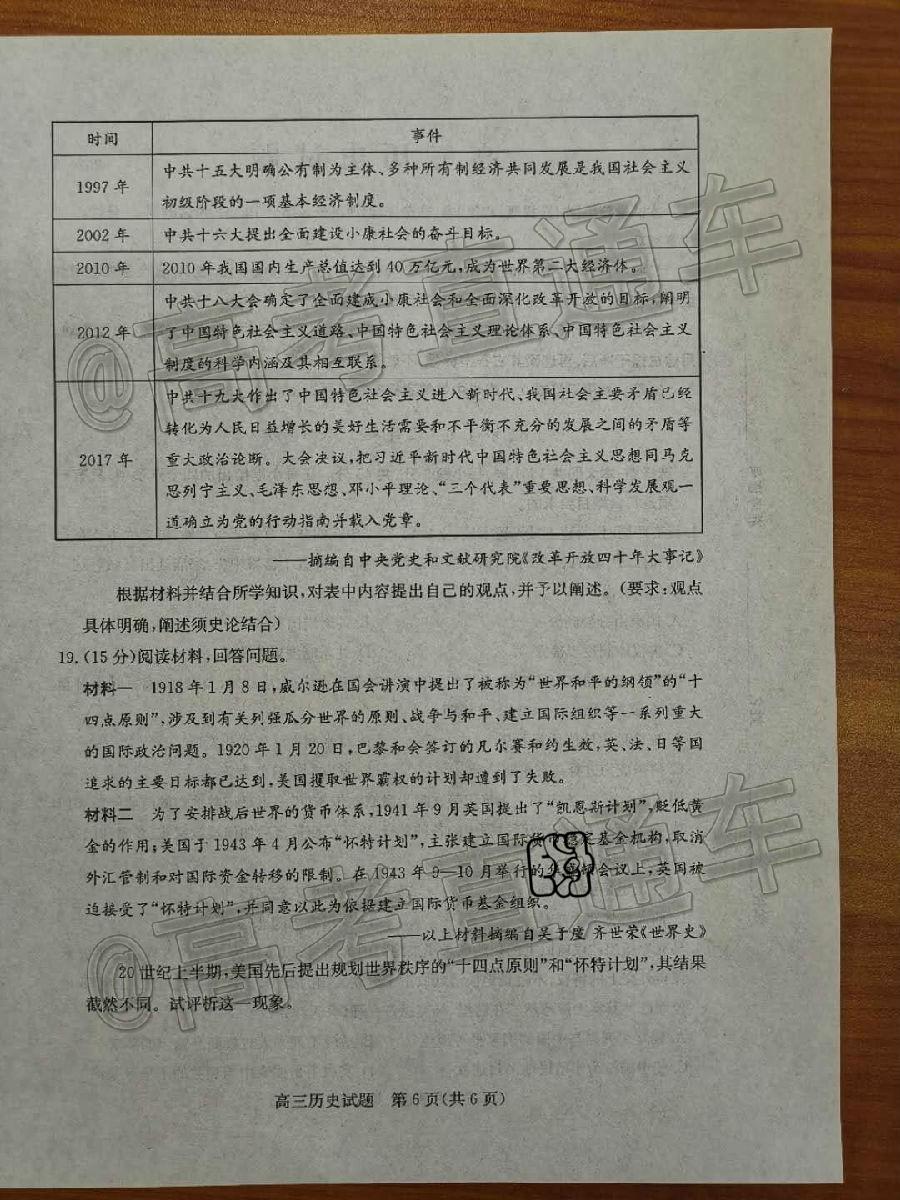 时间 事件
1997 年 中共十五大明确公有制为主体、多种所有制经济共同发展是我国社会主义
初级阶段的一项基本经济制度。
2002 年 中共十六大提出全面建设小康社会的奋斗目标。
2010 年 2010 年我国国内生产总值达到 40 万亿元,成为世界第二大经济体。
2012 年 中共十八大会确定了全面建成小康社会和全面深化改革开放的目标,阐明
了中国特色社会主义道路、中国特色社会主义理论体系、中国特色社会主义
制度的科学内涵及其相互联系。
2017 年 中共十九大作出了中国特色社会主义进入新时代、我国社会主要矛盾已经
转化为人民日益增长的美好生活需要和不平衡不充分的发展之间的矛盾等
重大政治论断。大会决议,把习近平新时代中国特色社会主义思想同马克
思列宁主义、毛泽东思想、邓小平理论、“三个代表”重要思想、科学发展观一
道确立为党的行动指南并载入党章。
——摘编自中央党史和文献研究院《改革开放四十年大事记》
根据材料并结合所学知识,对表中内容提出自己的观点,并予以阐述。(要求:观点
具体明确,阐述须史论结合)
19.(15 分)阅读材料,回答问题。
材料一 1918 年 1 月 8 日,威尔逊在国会讲演中提出了被称为“世界和平的纲领”的“十
四点原则”,涉及到有关列强瓜分世界的原则、战争与和平、建立国际组织等一系列重大
的国际政治问题。1920 年 1 月 20 日,巴黎和会签订的凡尔赛和约生效,英、法、日等国
追求的主要目标都已达到,美国攫取世界霸权的计划却遭到了失败。
材料二 为了安排战后世界的货币体系,1941 年 9 月英国提出了“凯恩斯计划”,贬低黄
金的作用;美国于 1943 年 4 月公布“怀特计划”,主张建立国际货 稳定基金机构,取消
外汇管制和对国际资金转移的限制。在 1943 年 9—10 月举行的 会议上,英国被
迫接受了“怀特计划”,并同意以此为依据建立国际货币基金组织。
——以上材料摘编自吴于廑 齐世荣《世界史》
20 世纪上半期,美国先后提出规划世界秩序的“十四点原则”和“怀特计划”,其结果
截然不同。试评析这一现象。
高三历史试题 第 6 页(共 6 页)
@高考直通车
@高考直通车